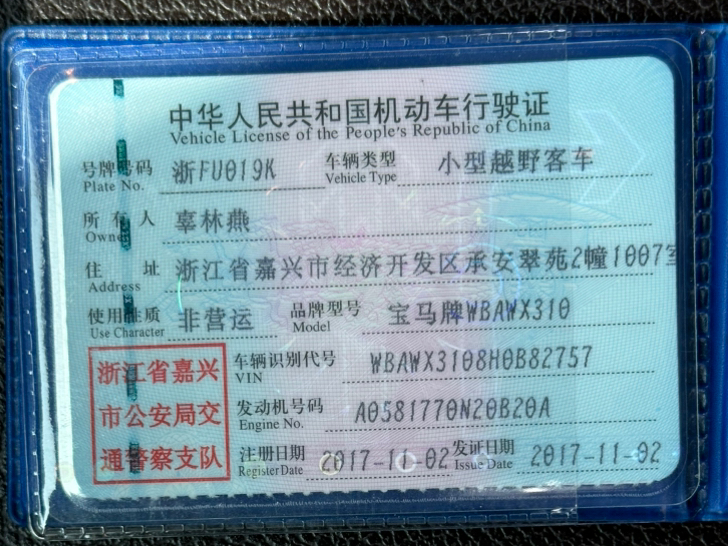 中华人民共和国机动车行驶证
Vehicle License of the People's Republic of China
号牌号码 浙FU019K 车辆类型 小型越野客车
Plate No. Vehicle Type
所有人 辜林燕
Owner
住址 浙江省嘉兴市经济开发区承安翠苑2幢1007室
Address
使用性质 非营运 品牌型号 宝马牌WBAWX310
Use Character Model
浙江省嘉兴
市公安局交
通警察支队
车辆识别代号 WBAWX3108H0B82757
VIN
发动机号码 A0581770N20B20A
Engine No.
注册日期 2017-11-02 发证日期 2017-11-02
Register Date Issue Date